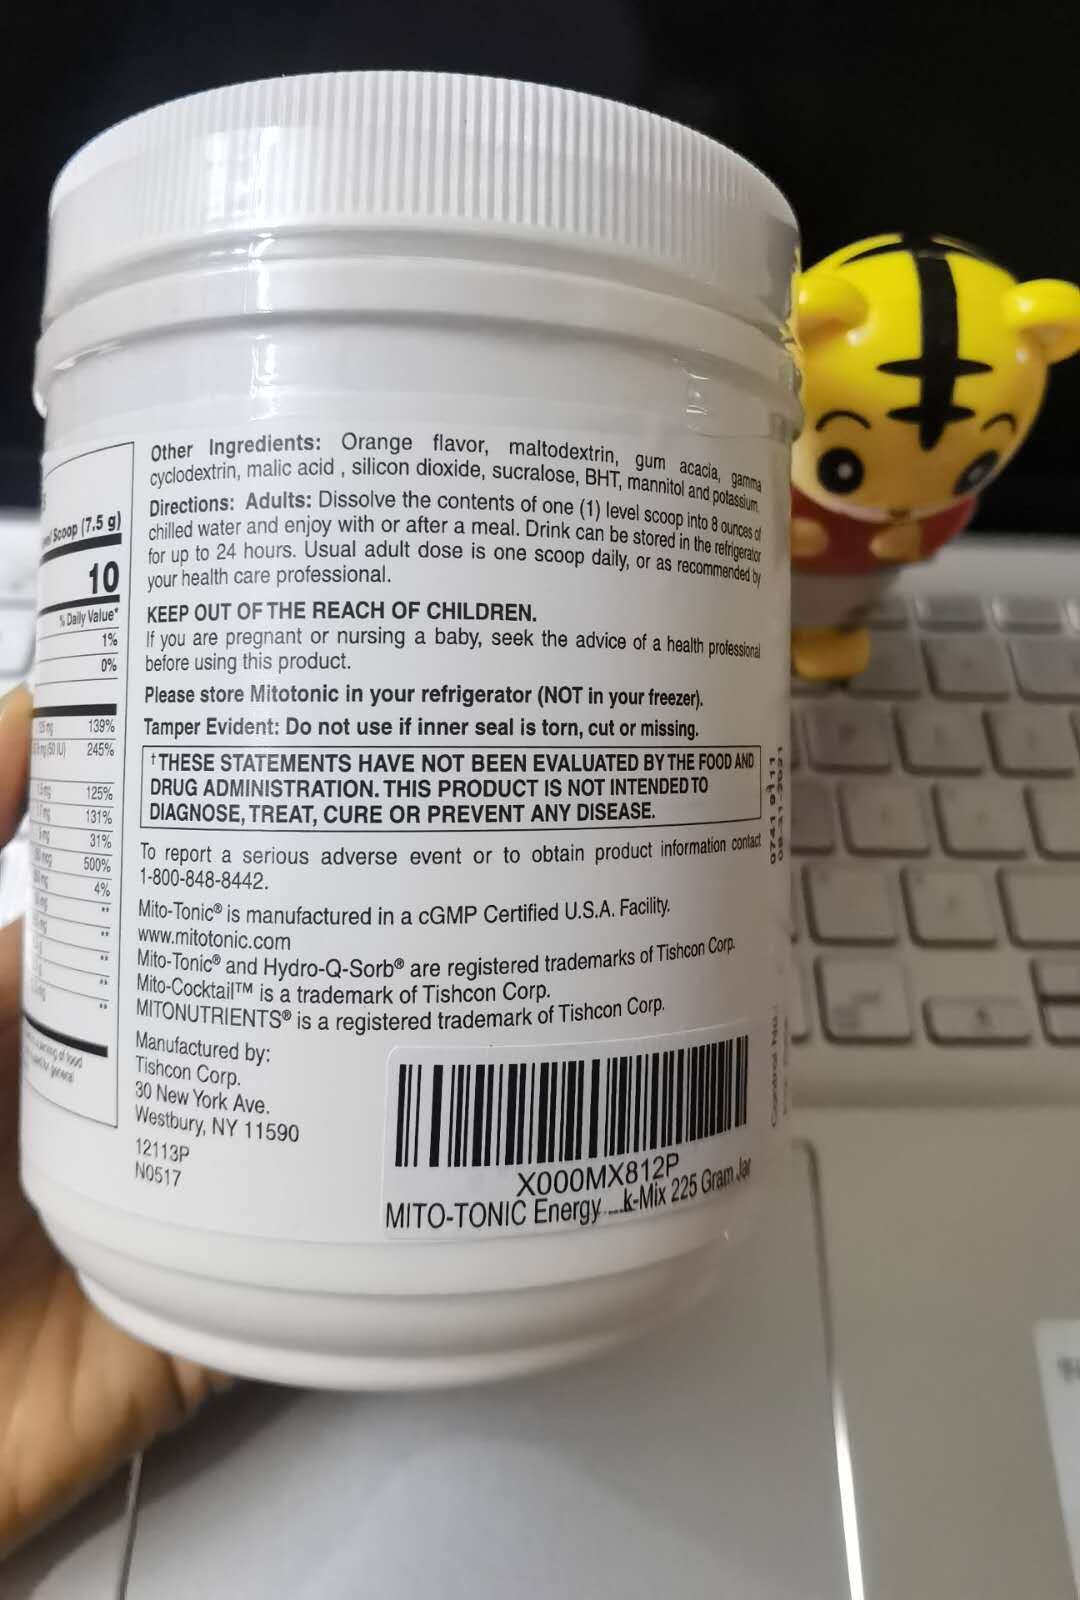 Scoop (7.5 g)
10
% Daily Value*
1%
0%
139%
(50 IU) 245%
125%
131%
31%
500%
4%
**
**
**
**
**
Other Ingredients: Orange flavor, maltodextrin, gum acacia, gamma
cyclodextrin, malic acid , silicon dioxide, sucralose, BHT, mannitol and potassium.
Directions: Adults: Dissolve the contents of one (1) level scoop into 8 ounces of
chilled water and enjoy with or after a meal. Drink can be stored in the refrigerator
for up to 24 hours. Usual adult dose is one scoop daily, or as recommended by
your health care professional.
KEEP OUT OF THE REACH OF CHILDREN.
If you are pregnant or nursing a baby, seek the advice of a health professional
before using this product.
Please store Mitotonic in your refrigerator (NOT in your freezer).
Tamper Evident: Do not use if inner seal is torn, cut or missing.
†THESE STATEMENTS HAVE NOT BEEN EVALUATED BY THE FOOD AND
DRUG ADMINISTRATION. THIS PRODUCT IS NOT INTENDED TO
DIAGNOSE, TREAT, CURE OR PREVENT ANY DISEASE.
To report a serious adverse event or to obtain product information contact
1-800-848-8442.
Mito-Tonic® is manufactured in a cGMP Certified U.S.A. Facility.
www.mitotonic.com
Mito-Tonic® and Hydro-Q-Sorb® are registered trademarks of Tishcon Corp.
Mito-Cocktail™ is a trademark of Tishcon Corp.
MITONUTRIENTS® is a registered trademark of Tishcon Corp.
Manufactured by:
Tishcon Corp.
30 New York Ave.
Westbury, NY 11590
12113P
N0517
X000MX812P
MITO-TONIC Energy ...k-Mix 225 Gram Jar
Control No.: